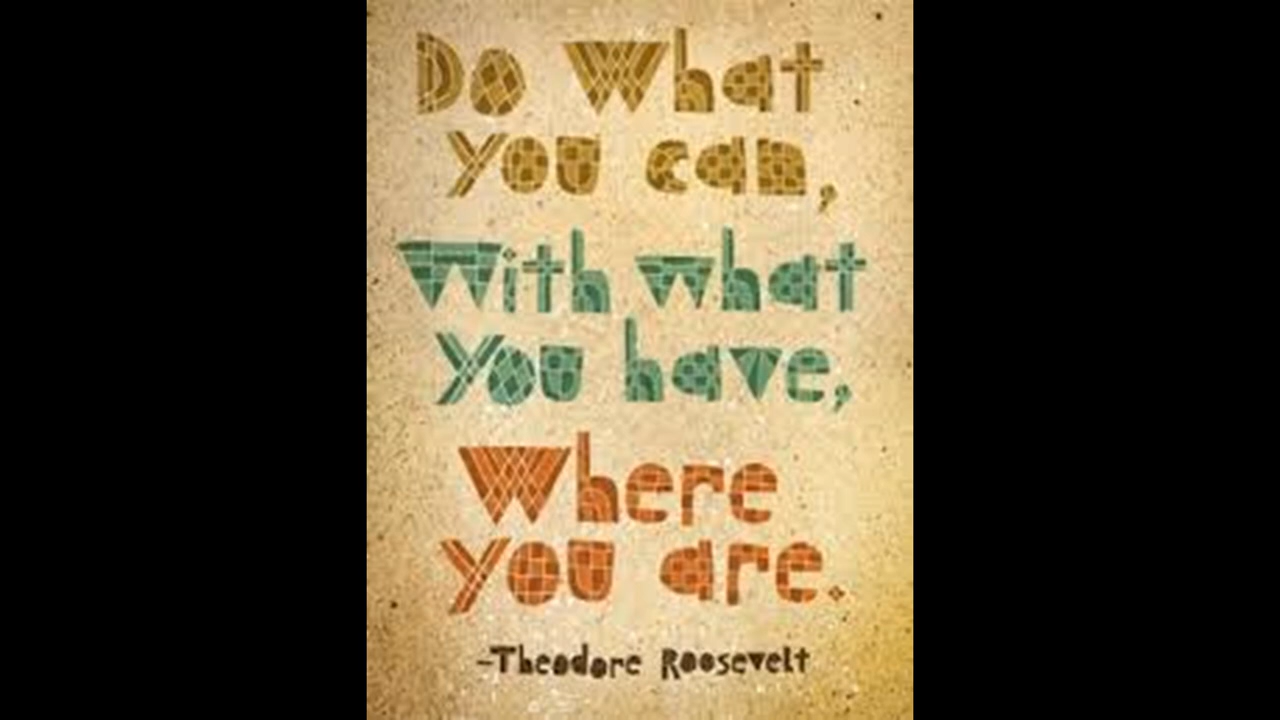 Do What
you can,
With what
you have,
Where
you are.
-Theodore Roosevelt